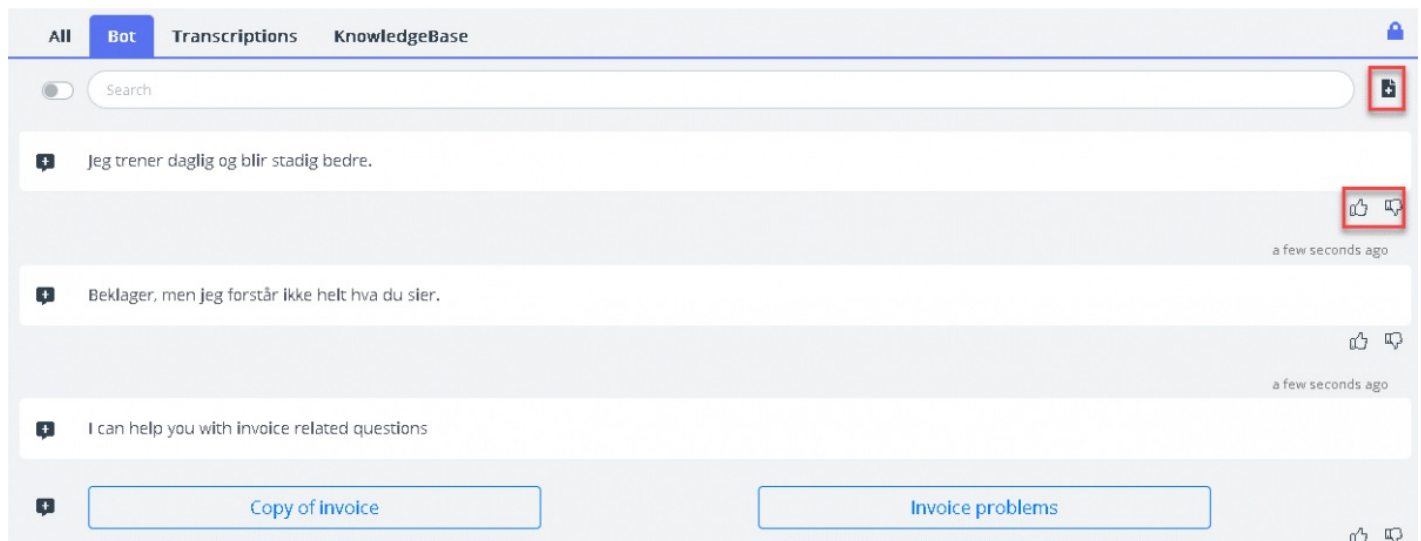 All Bot Transcriptions KnowledgeBase
Search
Jeg trener daglig og blir stadig bedre.
a few seconds ago
Beklager, men jeg forstår ikke helt hva du sier.
a few seconds ago
I can help you with invoice related questions
Copy of invoice Invoice problems